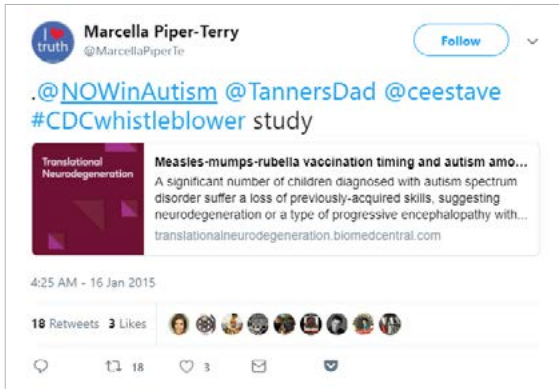 I ❤ truth
Marcella Piper-Terry
@MarcellaPiperTe
Follow
.@NOWinAutism @TannersDad @ceestave
#CDCwhistleblower study
Translational
Neurodegeneration
Measles-mumps-rubella vaccination timing and autism amo...
A significant number of children diagnosed with autism spectrum
disorder suffer a loss of previously-acquired skills, suggesting
neurodegeneration or a type of progressive encephalopathy with...
translationalneurodegeneration.biomedcentral.com
4:25 AM - 16 Jan 2015
18 Retweets 3 Likes
18 3